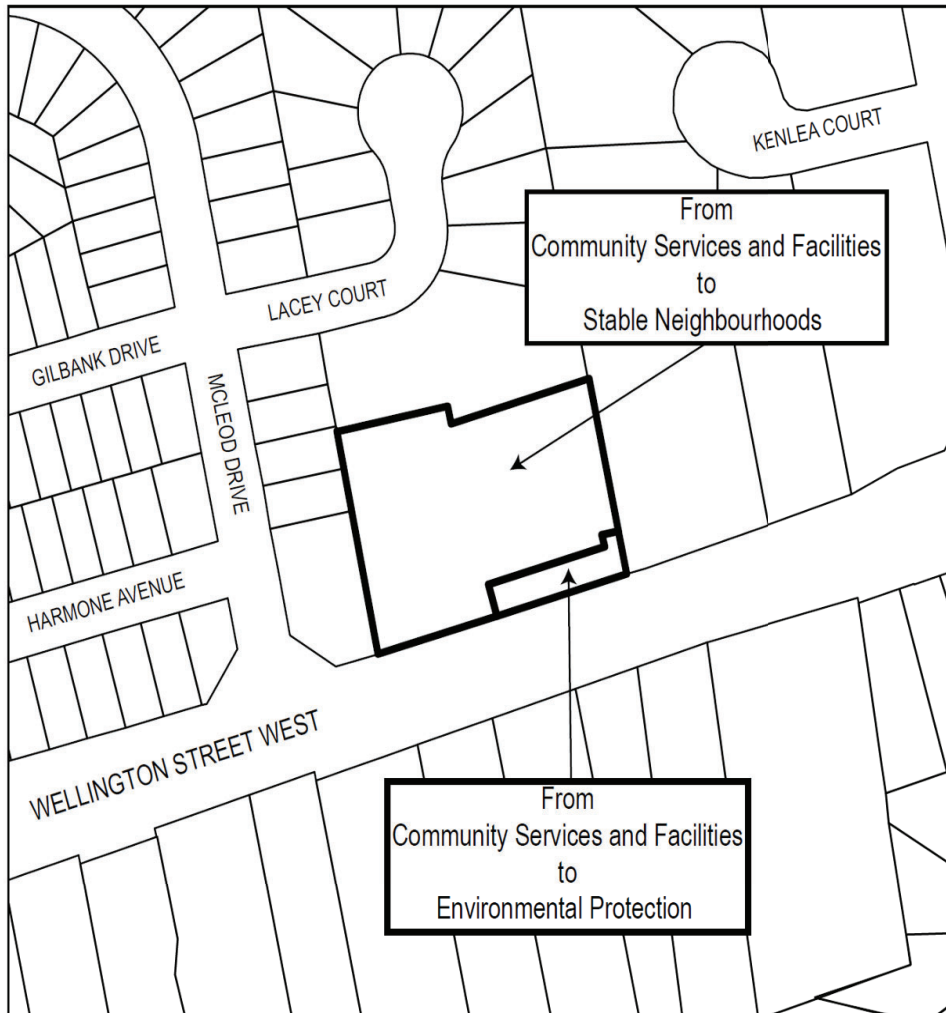 KENLEA COURT
From
Community Services and Facilities
to
Stable Neighbourhoods
LACEY COURT
GILBANK DRIVE
MCLEOD DRIVE
HARMONE AVENUE
WELLINGTON STREET WEST
From
Community Services and Facilities
to
Environmental Protection